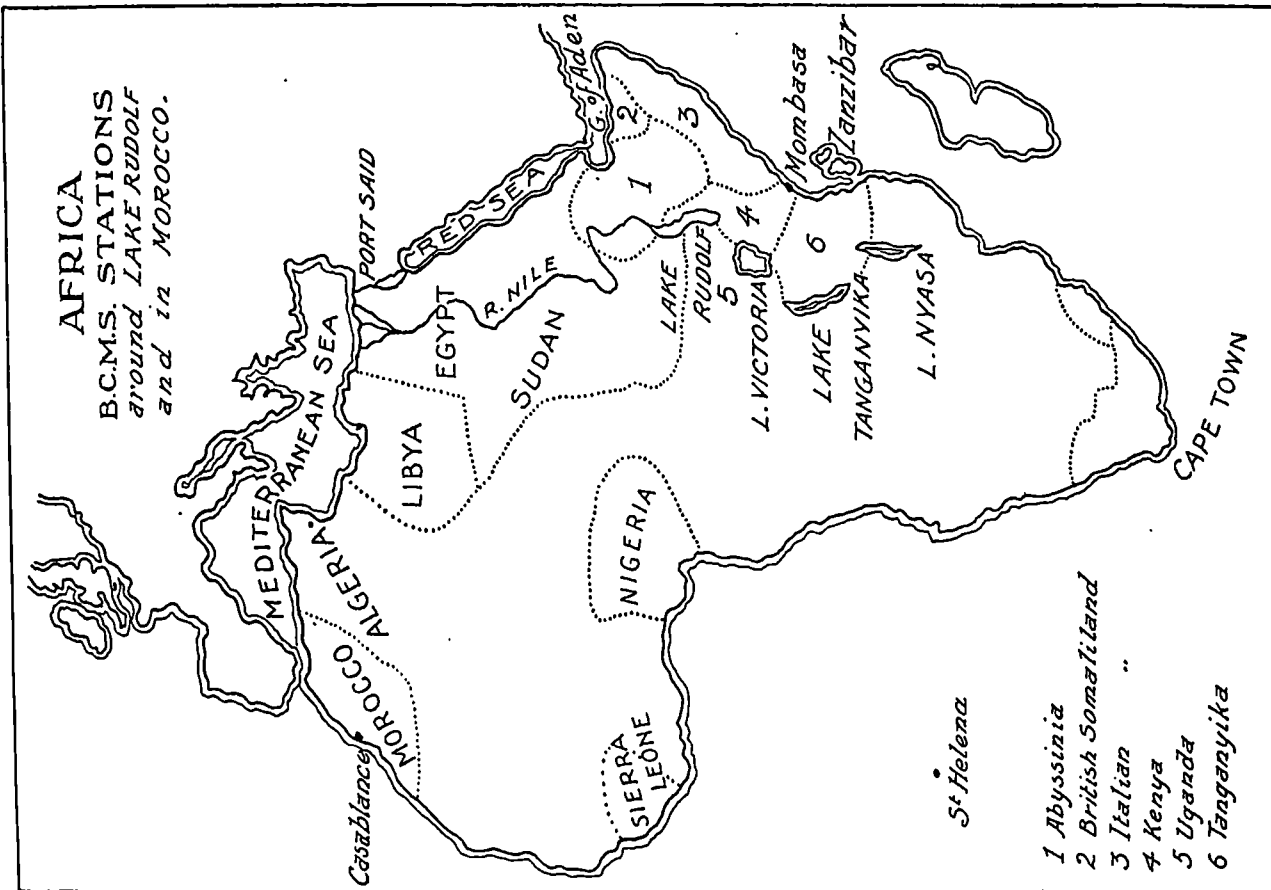 AFRICA
B.C.M.S. STATIONS
around LAKE RUDOLF
and in MOROCCO.
MEDITERRANEAN SEA
PORT SAID
RED SEA
G. of Aden
Casablance
MOROCCO
ALGERIA
LIBYA
EGYPT
R. NILE
SUDAN
1
2
3
LAKE
RUDOLF
4
5
Mombasa
Zanzibar
L. VICTORIA
6
LAKE
TANGANYIKA
L. NYASA
NIGERIA
SIERRA
LEONE
CAPE TOWN
St Helena
1 Abyssinia
2 British Somaliland
3 Italian "
4 Kenya
5 Uganda
6 Tanganyika